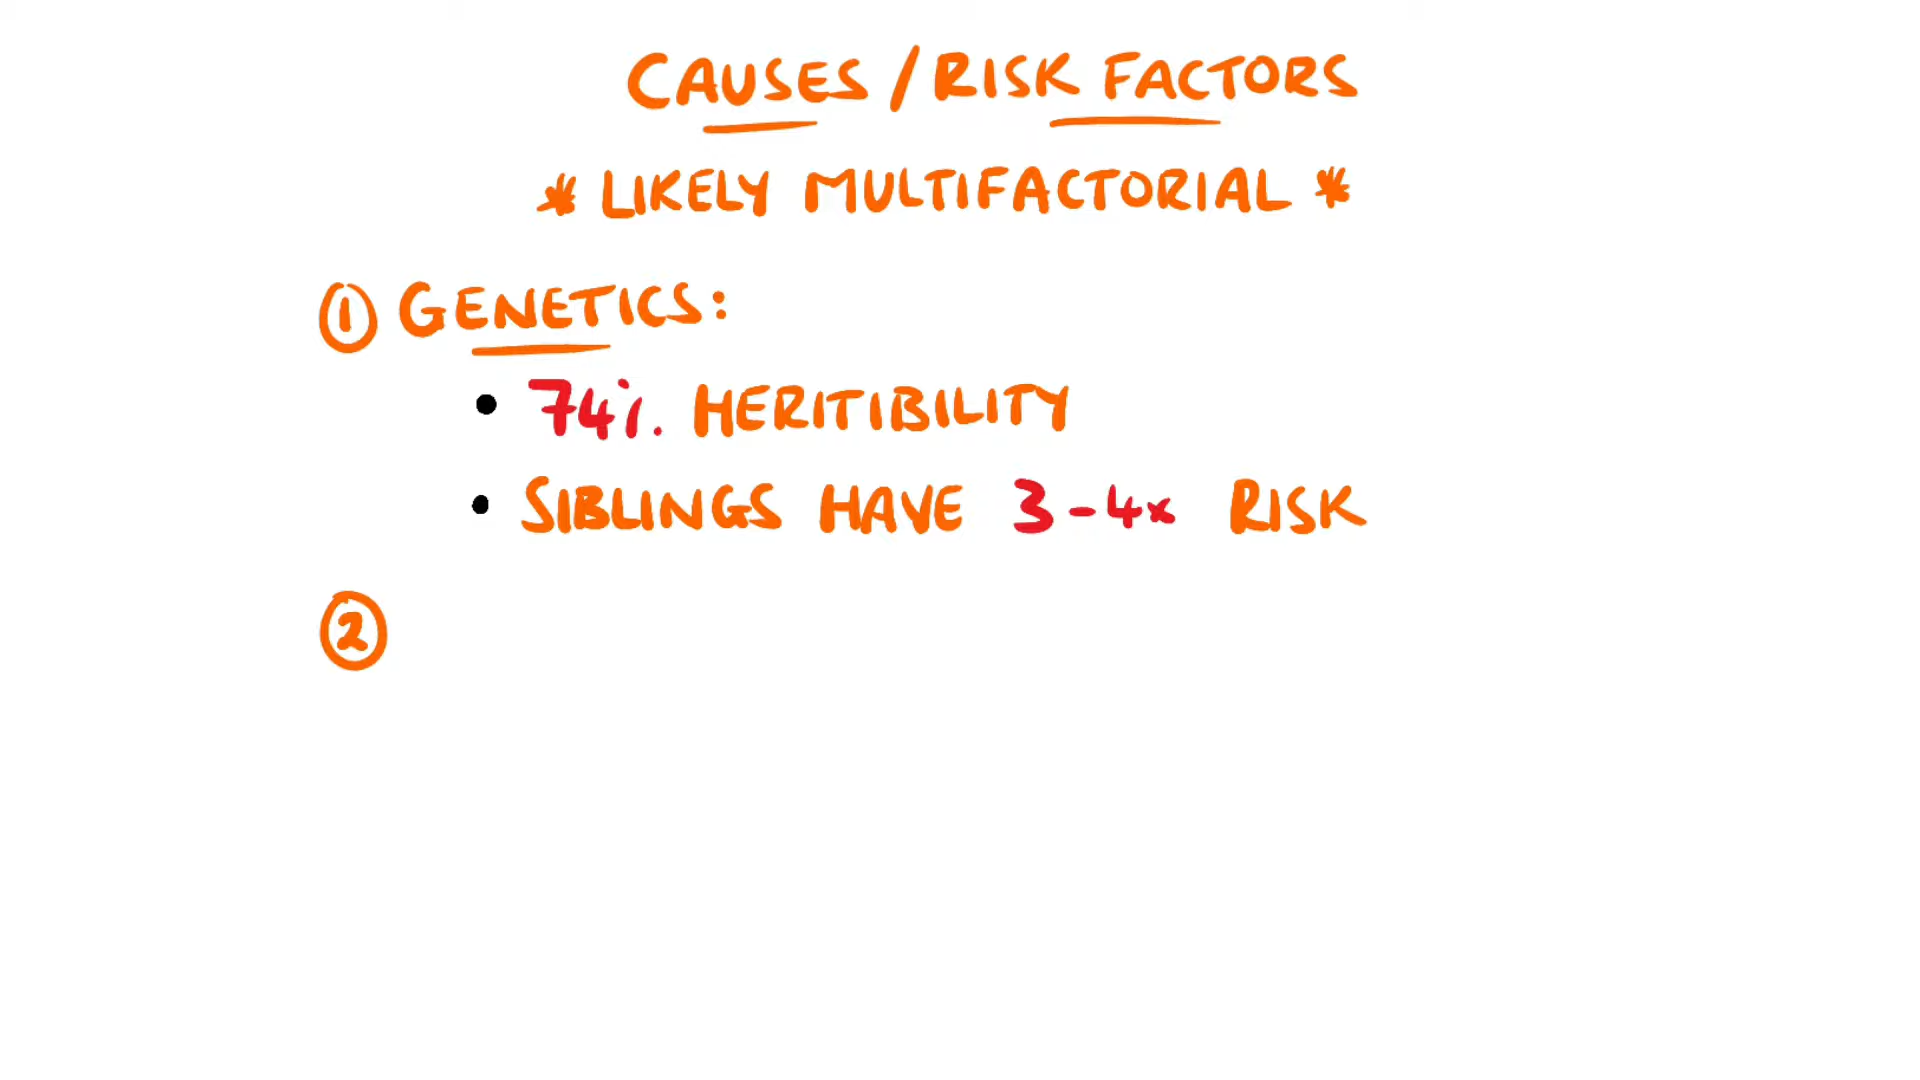 CAUSES / RISK FACTORS
* LIKELY MULTIFACTORIAL *
① GENETICS:
• 74% HERITIBILITY
• SIBLINGS HAVE 3-4x RISK
②